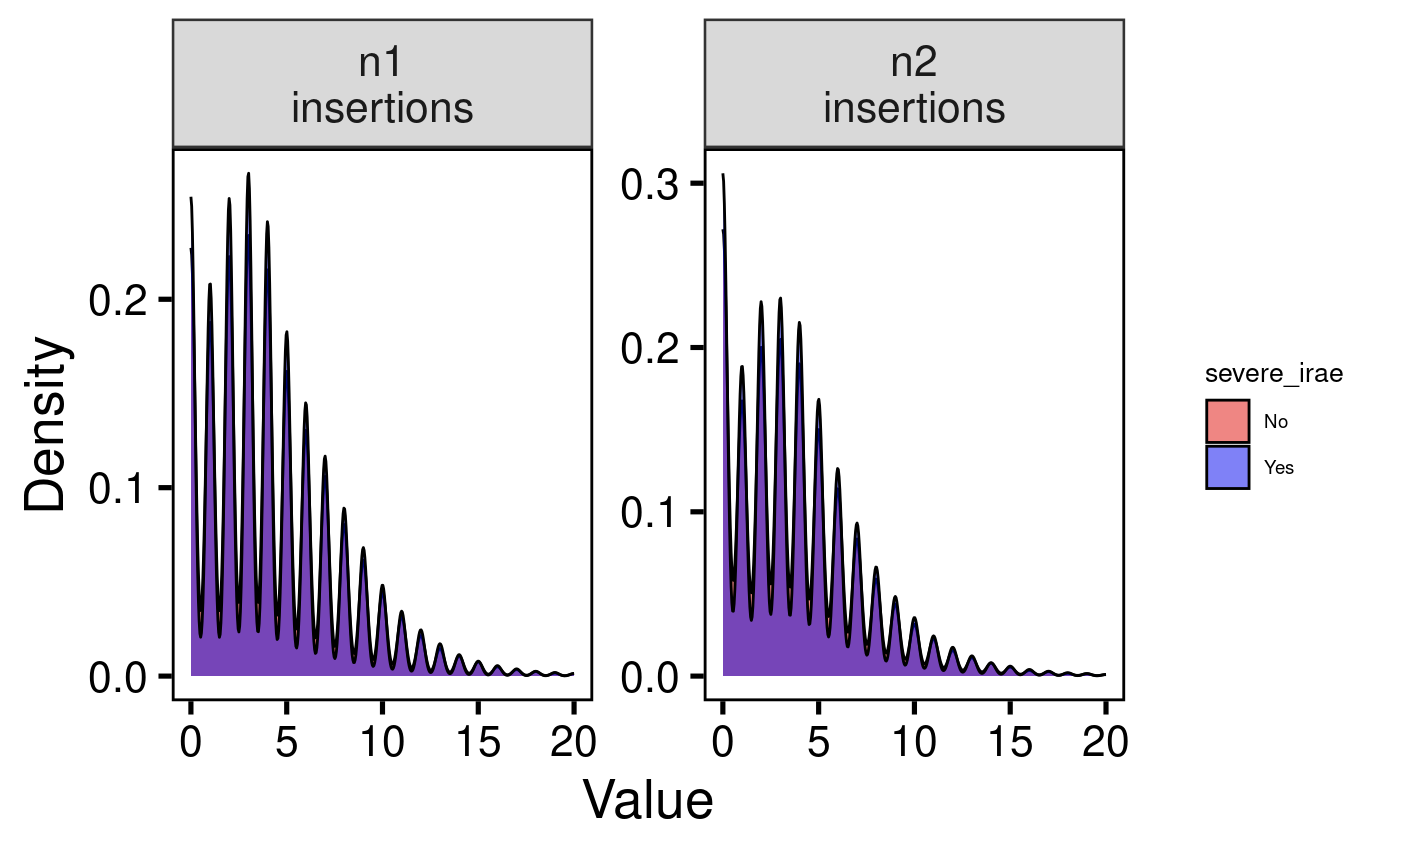 n1
insertions
n2
insertions
Density
0.2
0.1
0.0
0.3
0.2
0.1
0.0
0 5 10 15 20
0 5 10 15 20
Value
severe_irae
No
Yes